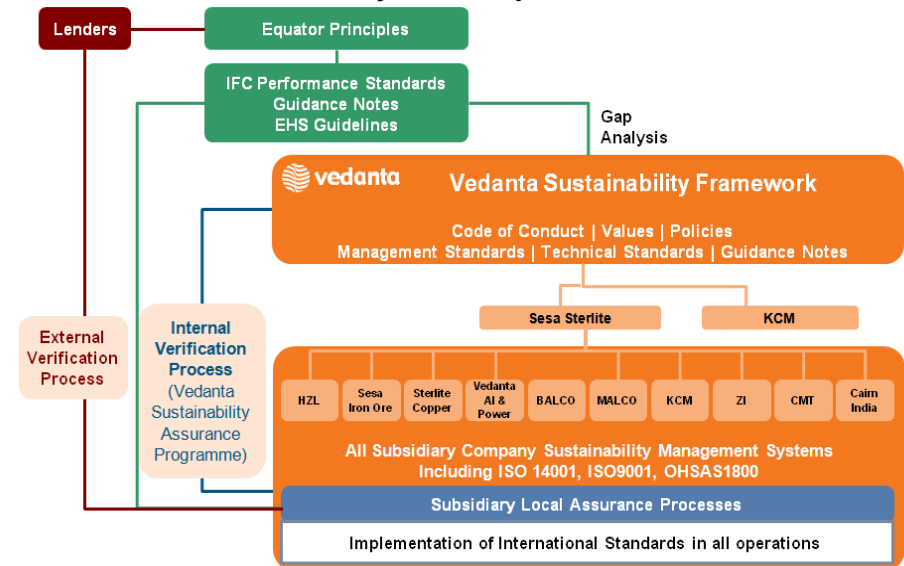 Lenders
Equator Principles
IFC Performance Standards
Guidance Notes
EHS Guidelines
Gap
Analysis
vedanta
Vedanta Sustainability Framework
Code of Conduct | Values | Policies
Management Standards | Technical Standards | Guidance Notes
Sesa Sterlite
KCM
External
Verification
Process
Internal
Verification
Process
(Vedanta
Sustainability
Assurance
Programme)
HZL
Sesa
Iron Ore
Sterlite
Copper
Vedanta
Al &
Power
BALCO
MALCO
KCM
ZI
CMT
Cairn
India
All Subsidiary Company Sustainability Management Systems
Including ISO 14001, ISO9001, OHSAS1800
Subsidiary Local Assurance Processes
Implementation of International Standards in all operations